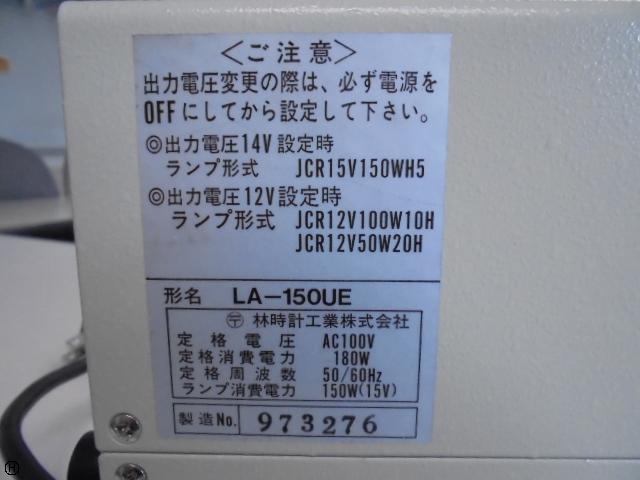 〈ご注意〉
出力電圧変更の際は、必ず電源を
OFFにしてから設定して下さい。
◎出力電圧14V設定時
ランプ形式 JCR15V150WH5
◎出力電圧12V設定時
ランプ形式 JCR12V100W10H
JCR12V50W20H
形名 LA-150UE
〒 林時計工業株式会社
定格電圧 AC100V
定格消費電力 180W
定格周波数 50/60Hz
ランプ消費電力 150W(15V)
製造No. 973276
H